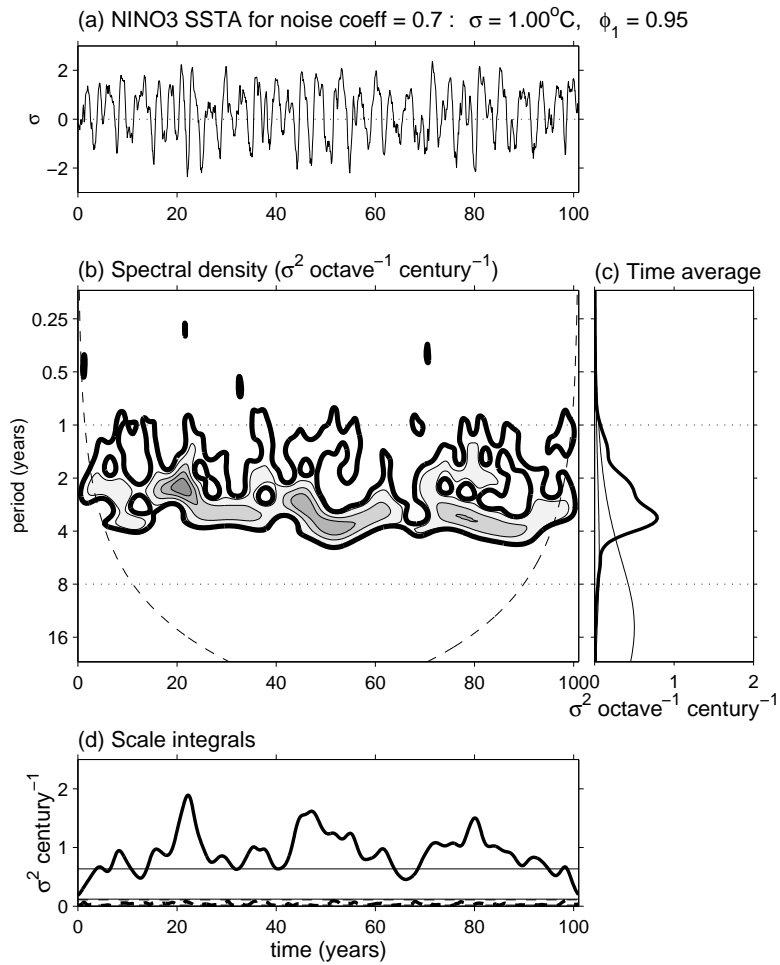 (a) NINO3 SSTA for noise coeff = 0.7 : σ = 1.00°C, ϕ₁ = 0.95
2
0
−2
σ
0 20 40 60 80 100
(b) Spectral density (σ² octave⁻¹ century⁻¹)
(c) Time average
0.25
0.5
1
2
4
8
16
period (years)
0 20 40 60 80 100
0 1 2
σ² octave⁻¹ century⁻¹
(d) Scale integrals
2
1
0
σ² century⁻¹
0 20 40 60 80 100
time (years)